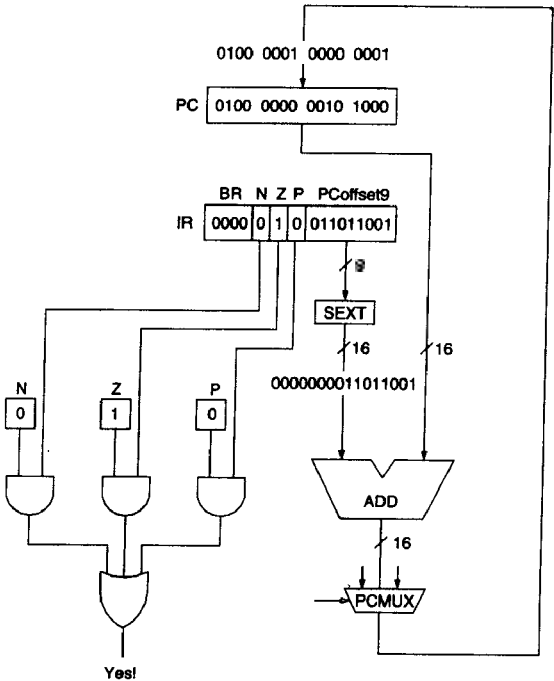 0100 0001 0000 0001
PC 0100 0000 0010 1000
BR N Z P PCoffset9
IR 0000 0 1 0 011011001
SEXT
16 16
0000000011011001
N Z P
0 1 0
ADD
16
PCMUX
Yes!